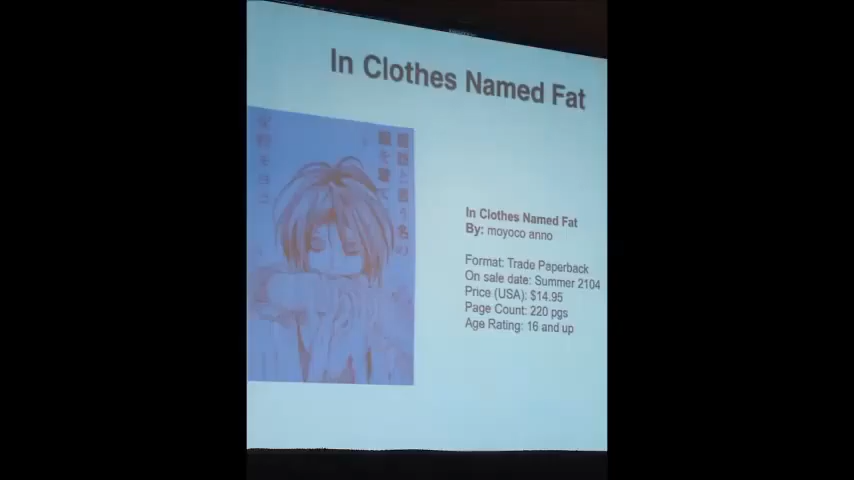 In Clothes Named Fat
In Clothes Named Fat
By: moyoco anno
Format: Trade Paperback
On sale date: Summer 2104
Price (USA): $14.95
Page Count: 220 pgs
Age Rating: 16 and up